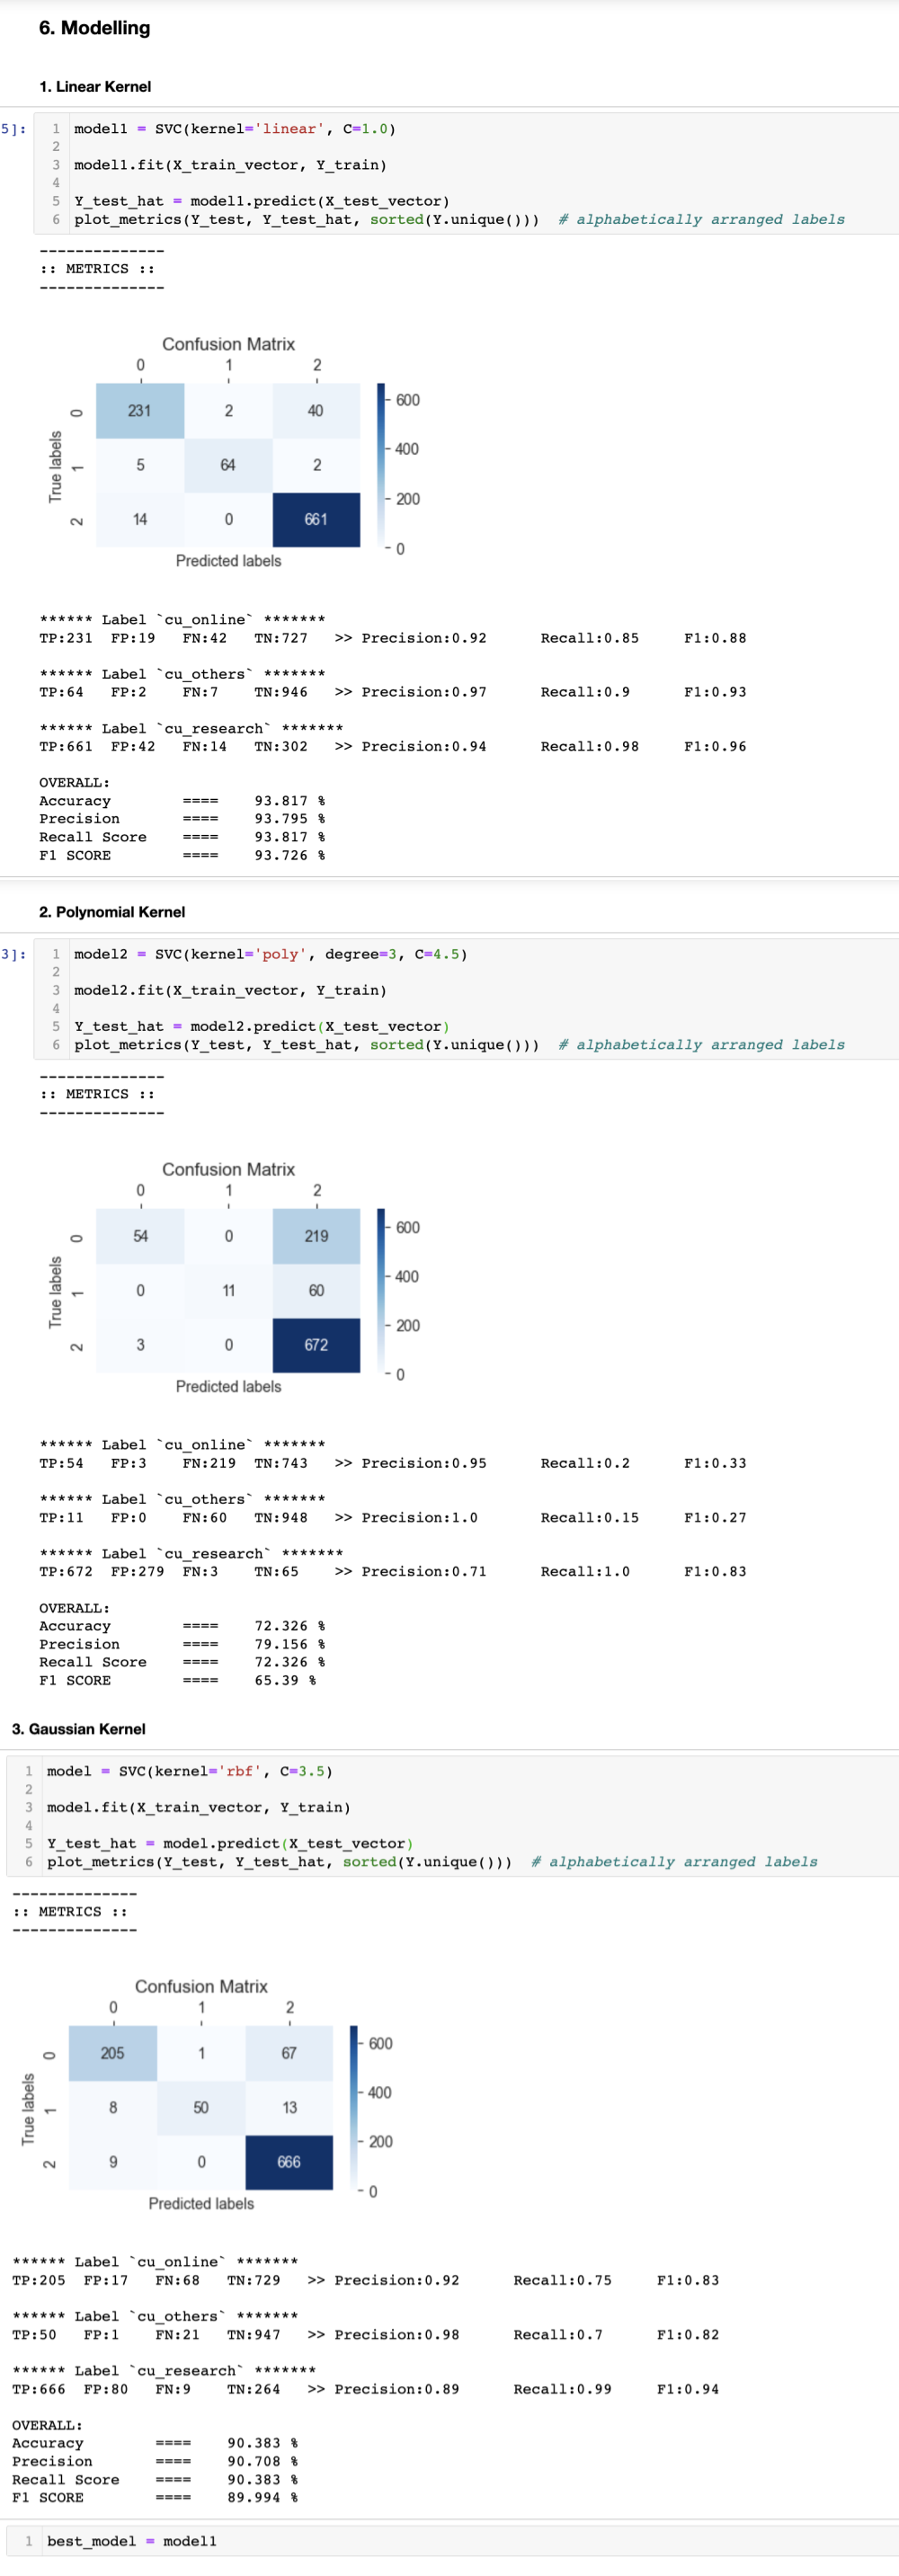 6. Modelling
1. Linear Kernel
5]:
1 model1 = SVC(kernel='linear', C=1.0)
2
3 model1.fit(X_train_vector, Y_train)
4
5 Y_test_hat = model1.predict(X_test_vector)
6 plot_metrics(Y_test, Y_test_hat, sorted(Y.unique())) # alphabetically arranged labels
--------------
:: METRICS ::
--------------
Confusion Matrix
0 1 2
0 231 2 40
1 5 64 2
2 14 0 661
True labels
Predicted labels
600
400
200
0
****** Label `cu_online` *******
TP:231 FP:19 FN:42 TN:727 >> Precision:0.92 Recall:0.85 F1:0.88
****** Label `cu_others` *******
TP:64 FP:2 FN:7 TN:946 >> Precision:0.97 Recall:0.9 F1:0.93
****** Label `cu_research` *******
TP:661 FP:42 FN:14 TN:302 >> Precision:0.94 Recall:0.98 F1:0.96
OVERALL:
Accuracy ==== 93.817 %
Precision ==== 93.795 %
Recall Score ==== 93.817 %
F1 SCORE ==== 93.726 %
2. Polynomial Kernel
3]:
1 model2 = SVC(kernel='poly', degree=3, C=4.5)
2
3 model2.fit(X_train_vector, Y_train)
4
5 Y_test_hat = model2.predict(X_test_vector)
6 plot_metrics(Y_test, Y_test_hat, sorted(Y.unique())) # alphabetically arranged labels
--------------
:: METRICS ::
--------------
Confusion Matrix
0 1 2
0 54 0 219
1 0 11 60
2 3 0 672
True labels
Predicted labels
600
400
200
0
****** Label `cu_online` *******
TP:54 FP:3 FN:219 TN:743 >> Precision:0.95 Recall:0.2 F1:0.33
****** Label `cu_others` *******
TP:11 FP:0 FN:60 TN:948 >> Precision:1.0 Recall:0.15 F1:0.27
****** Label `cu_research` *******
TP:672 FP:279 FN:3 TN:65 >> Precision:0.71 Recall:1.0 F1:0.83
OVERALL:
Accuracy ==== 72.326 %
Precision ==== 79.156 %
Recall Score ==== 72.326 %
F1 SCORE ==== 65.39 %
3. Gaussian Kernel
1 model = SVC(kernel='rbf', C=3.5)
2
3 model.fit(X_train_vector, Y_train)
4
5 Y_test_hat = model.predict(X_test_vector)
6 plot_metrics(Y_test, Y_test_hat, sorted(Y.unique())) # alphabetically arranged labels
--------------
:: METRICS ::
--------------
Confusion Matrix
0 1 2
0 205 1 67
1 8 50 13
2 9 0 666
True labels
Predicted labels
600
400
200
0
****** Label `cu_online` *******
TP:205 FP:17 FN:68 TN:729 >> Precision:0.92 Recall:0.75 F1:0.83
****** Label `cu_others` *******
TP:50 FP:1 FN:21 TN:947 >> Precision:0.98 Recall:0.7 F1:0.82
****** Label `cu_research` *******
TP:666 FP:80 FN:9 TN:264 >> Precision:0.89 Recall:0.99 F1:0.94
OVERALL:
Accuracy ==== 90.383 %
Precision ==== 90.708 %
Recall Score ==== 90.383 %
F1 SCORE ==== 89.994 %
1 best_model = model1